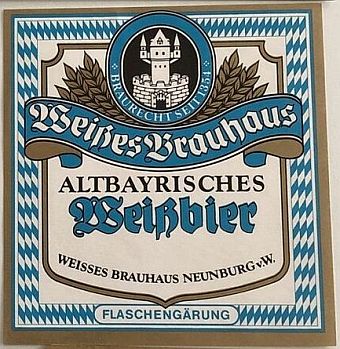 BRAURECHT SEIT 1354
Weißes Brauhaus
ALTBAYRISCHES
Weißbier
WEISSES BRAUHAUS NEUNBURG v.W.
FLASCHENGÄRUNG